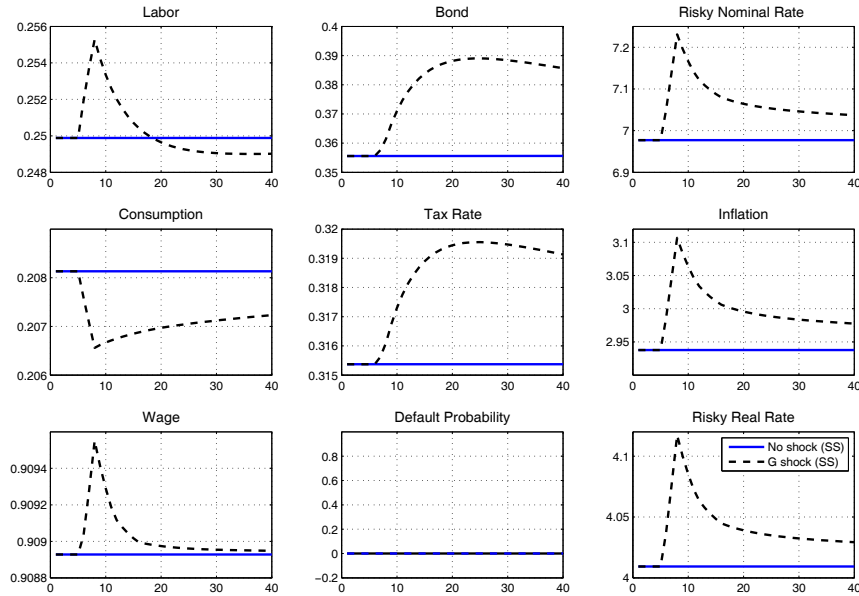 Labor
0.256
0.254
0.252
0.25
0.248
0 10 20 30 40
Bond
0.4
0.39
0.38
0.37
0.36
0.35
0 10 20 30 40
Risky Nominal Rate
7.2
7.1
7
6.9
0 10 20 30 40
Consumption
0.208
0.207
0.206
0 10 20 30 40
Tax Rate
0.32
0.319
0.318
0.317
0.316
0.315
0 10 20 30 40
Inflation
3.1
3.05
3
2.95
0 10 20 30 40
Wage
0.9094
0.9092
0.909
0.9088
0 10 20 30 40
Default Probability
0.8
0.6
0.4
0.2
0
−0.2
0 10 20 30 40
Risky Real Rate
No shock (SS)
G shock (SS)
4.1
4.05
4
0 10 20 30 40